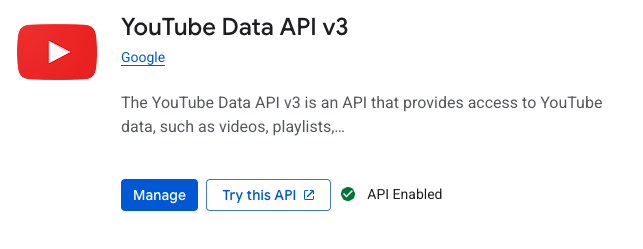 YouTube Data API v3
Google
The YouTube Data API v3 is an API that provides access to YouTube
data, such as videos, playlists,...
Manage
Try this API
API Enabled